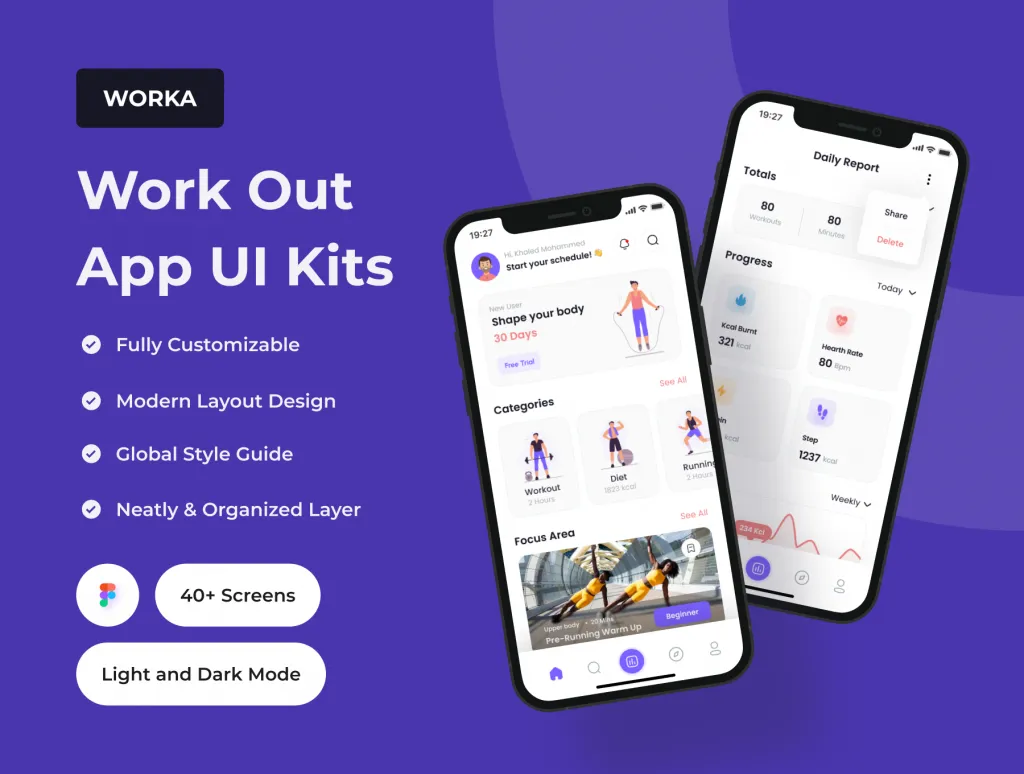 WORKA
Work Out
App UI Kits
Fully Customizable
Modern Layout Design
Global Style Guide
Neatly & Organized Layer
40+ Screens
Light and Dark Mode
19:27
Hi, Khaled Mohammed
Start your schedule! 👏
New User
Shape your body
30 Days
Free Trial
See All
Categories
Workout
2 Hours
Diet
1823 kcal
Running
2 Hours
See All
Focus Area
Upper body • 20 Mins
Pre-Running Warm Up
Beginner
19:27
Daily Report
Totals
80
Workouts
80
Minutes
Share
Delete
Progress
Today
Kcal Burnt
321 kcal
Hearth Rate
80 Bpm
kcal
Step
1237 kcal
Weekly
234 Kcl